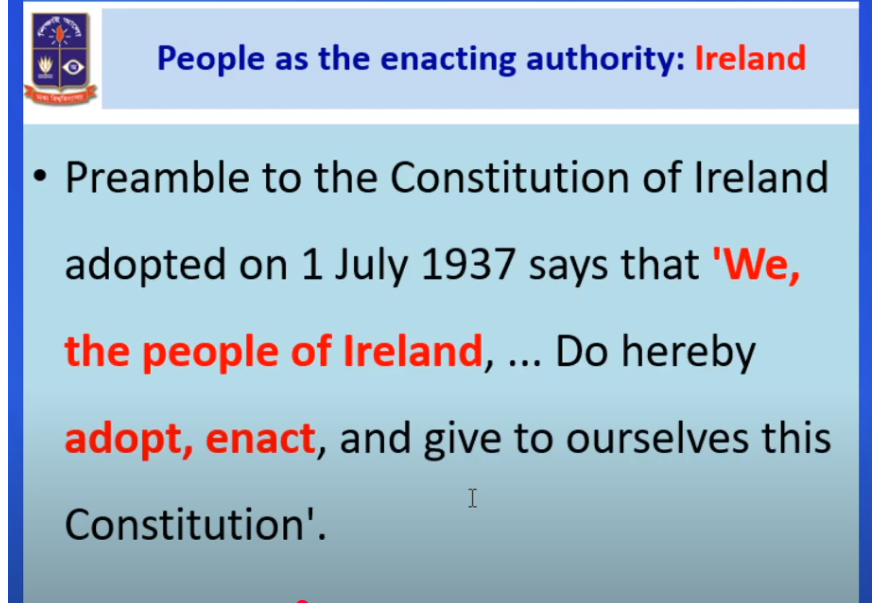 People as the enacting authority: Ireland
• Preamble to the Constitution of Ireland
adopted on 1 July 1937 says that 'We,
the people of Ireland, ... Do hereby
adopt, enact, and give to ourselves this
Constitution'.